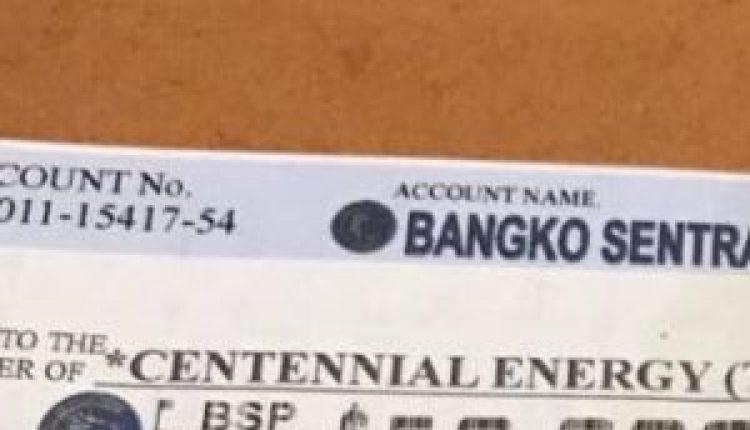 COUNT No.
011-15417-54
ACCOUNT NAME
BANGKO SENTRA
TO THE
ER OF *CENTENNIAL ENERGY (
BSP